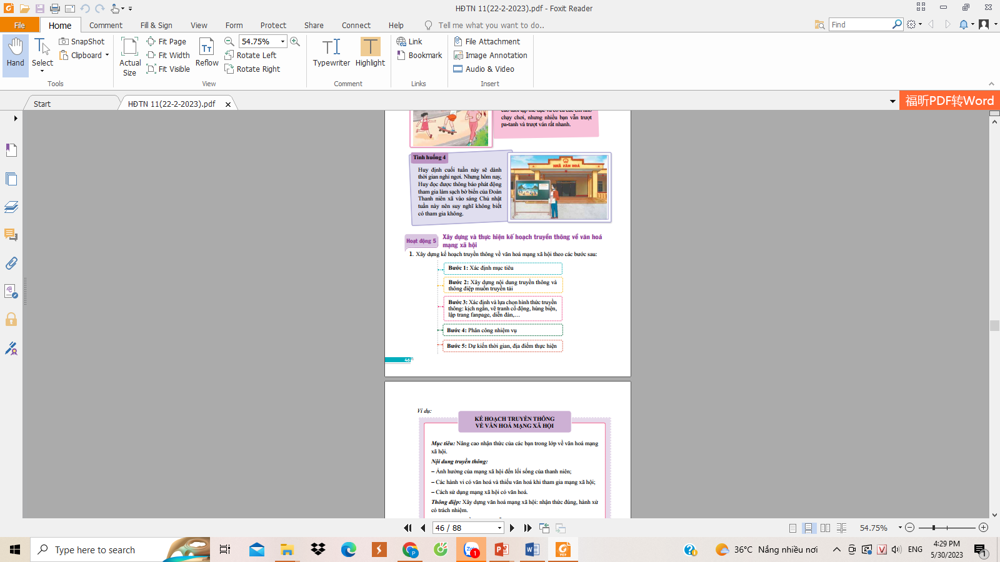 HĐTN 11(22-2-2023).pdf - Foxit Reader
File
Home
Comment
Fill & Sign
View
Form
Protect
Share
Connect
Help
Tell me what you want to do..
Find
Hand
Select
SnapShot
Clipboard
Tools
Actual
Size
Fit Page
Fit Width
Fit Visible
Reflow
54.75%
Rotate Left
Rotate Right
View
Typewriter
Highlight
Comment
Link
Bookmark
Links
File Attachment
Image Annotation
Audio & Video
Insert
Start
HĐTN 11(22-2-2023).pdf
福昕PDF转Word
chạy chơi, nhưng nhiều bạn vẫn trượt
pa-tanh và trượt ván rất nhanh.
Tình huống 4
Huy định cuối tuần này sẽ dành
thời gian nghỉ ngơi. Nhưng hôm nay,
Huy đọc được thông báo phát động
tham gia làm sạch bờ biển của Đoàn
Thanh niên xã vào sáng Chủ nhật
tuần này nên suy nghĩ không biết
có tham gia không.
NHÀ VĂN HOÁ
Hoạt động 5
Xây dựng và thực hiện kế hoạch truyền thông về văn hoá
mạng xã hội
1. Xây dựng kế hoạch truyền thông về văn hoá mạng xã hội theo các bước sau:
Bước 1: Xác định mục tiêu
Bước 2: Xây dựng nội dung truyền thông và
thông điệp muốn truyền tải
Bước 3: Xác định và lựa chọn hình thức truyền
thông: kịch ngắn, vẽ tranh cổ động, hùng biện,
lập trang fanpage, diễn đàn,...
Bước 4: Phân công nhiệm vụ
Bước 5: Dự kiến thời gian, địa điểm thực hiện
46
Ví dụ:
KẾ HOẠCH TRUYỀN THÔNG
VỀ VĂN HOÁ MẠNG XÃ HỘI
Mục tiêu: Nâng cao nhận thức của các bạn trong lớp về văn hoá mạng
xã hội.
Nội dung truyền thông:
– Ảnh hưởng của mạng xã hội đến lối sống của thanh niên;
– Các hành vi có văn hoá và thiếu văn hoá khi tham gia mạng xã hội;
– Cách sử dụng mạng xã hội có văn hoá.
Thông điệp: Xây dựng văn hoá mạng xã hội: nhận thức đúng, hành xử
có trách nhiệm.
46 / 88
54.75%
Type here to search
36°C Nắng nhiều nơi
ENG
4:29 PM
5/30/2023